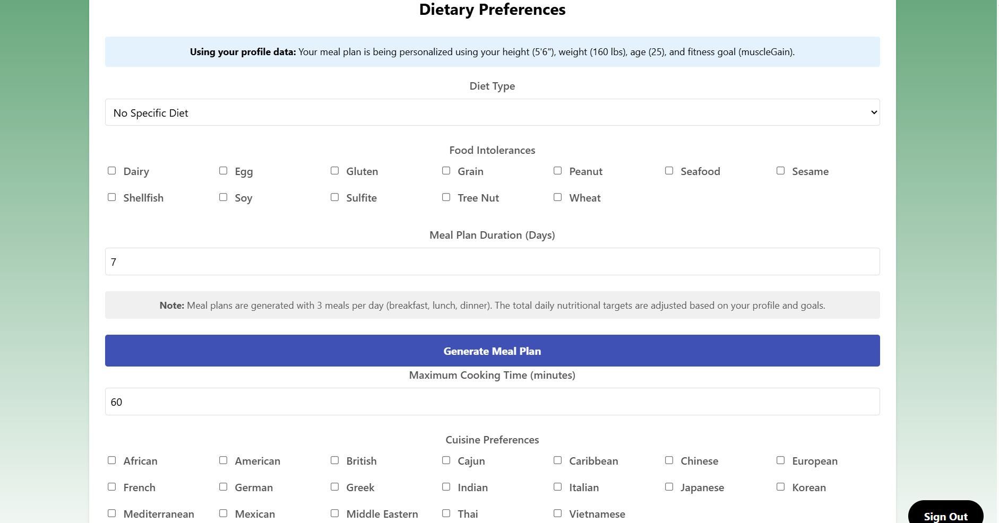 Dietary Preferences
Using your profile data: Your meal plan is being personalized using your height (5'6"), weight (160 lbs), age (25), and fitness goal (muscleGain).
Diet Type
No Specific Diet
Food Intolerances
Dairy Egg Gluten Grain Peanut Seafood Sesame
Shellfish Soy Sulfite Tree Nut Wheat
Meal Plan Duration (Days)
7
Note: Meal plans are generated with 3 meals per day (breakfast, lunch, dinner). The total daily nutritional targets are adjusted based on your profile and goals.
Generate Meal Plan
Maximum Cooking Time (minutes)
60
Cuisine Preferences
African American British Cajun Caribbean Chinese European
French German Greek Indian Italian Japanese Korean
Mediterranean Mexican Middle Eastern Thai Vietnamese
Sign Out